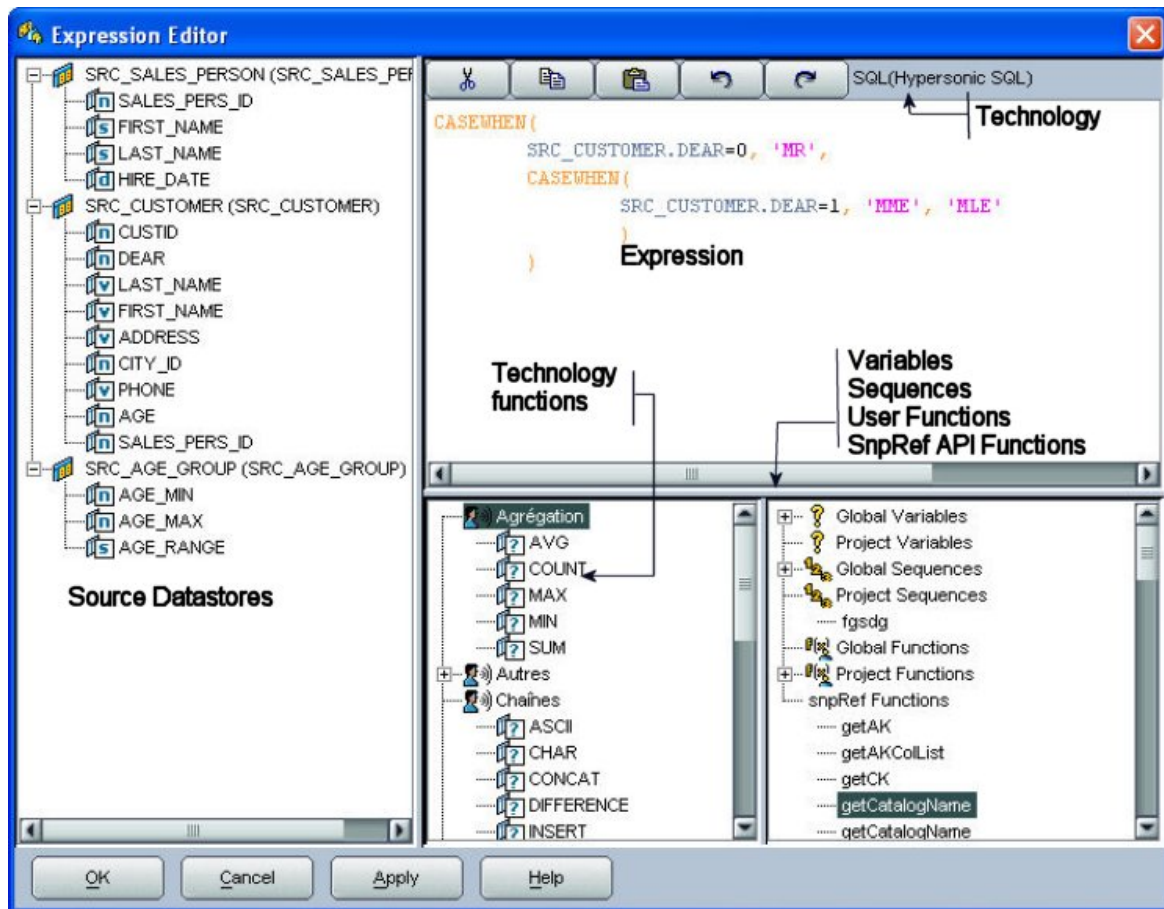 Expression Editor
SRC_SALES_PERSON (SRC_SALES_PER
SALES_PERS_ID
FIRST_NAME
LAST_NAME
HIRE_DATE
SRC_CUSTOMER (SRC_CUSTOMER)
CUSTID
DEAR
LAST_NAME
FIRST_NAME
ADDRESS
CITY_ID
PHONE
AGE
SALES_PERS_ID
SRC_AGE_GROUP (SRC_AGE_GROUP)
AGE_MIN
AGE_MAX
AGE_RANGE
Source Datastores
SQL(Hypersonic SQL)
Technology
CASEWHEN(
SRC_CUSTOMER.DEAR=0, 'MR',
CASEWHEN(
SRC_CUSTOMER.DEAR=1, 'MME', 'MLE'
)
)
Expression
Technology
functions
Variables
Sequences
User Functions
SnpRef API Functions
Agrégation
AVG
COUNT
MAX
MIN
SUM
Autres
Chaînes
ASCII
CHAR
CONCAT
DIFFERENCE
INSERT
Global Variables
Project Variables
Global Sequences
Project Sequences
fgsdg
Global Functions
Project Functions
snpRef Functions
getAK
getAKColList
getCK
getCatalogName
getCatalogName
OK
Cancel
Apply
Help